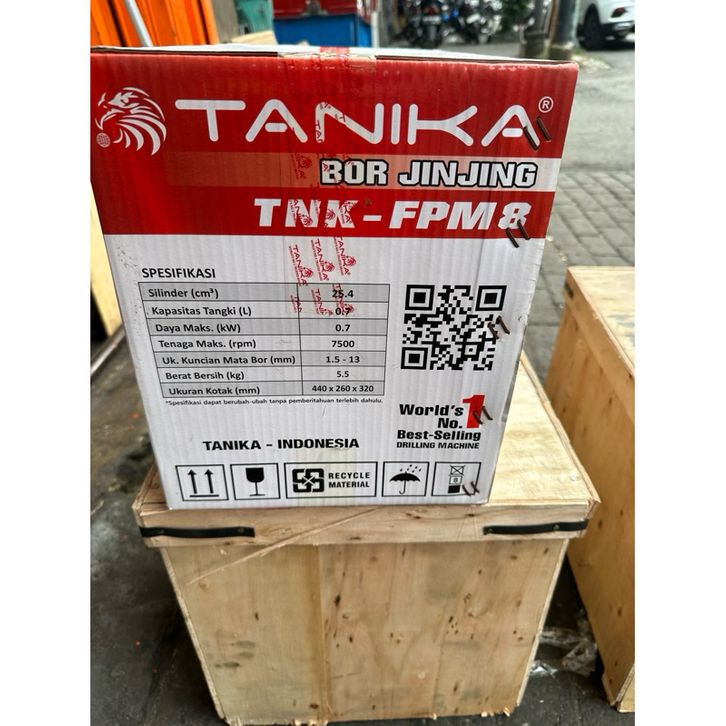 TANIKA®
BOR JINJING
TNK-FPM8
SPESIFIKASI
Silinder (cm³) 25.4
Kapasitas Tangki (L) 0.7
Daya Maks. (kW) 0.7
Tenaga Maks. (rpm) 7500
Uk. Kuncian Mata Bor (mm) 1.5 - 13
Berat Bersih (kg) 5.5
Ukuran Kotak (mm) 440 x 260 x 320
*Spesifikasi dapat berubah-ubah tanpa pemberitahuan terlebih dahulu.
World's
No. 1
Best-Selling
DRILLING MACHINE
TANIKA - INDONESIA
RECYCLE
MATERIAL
8